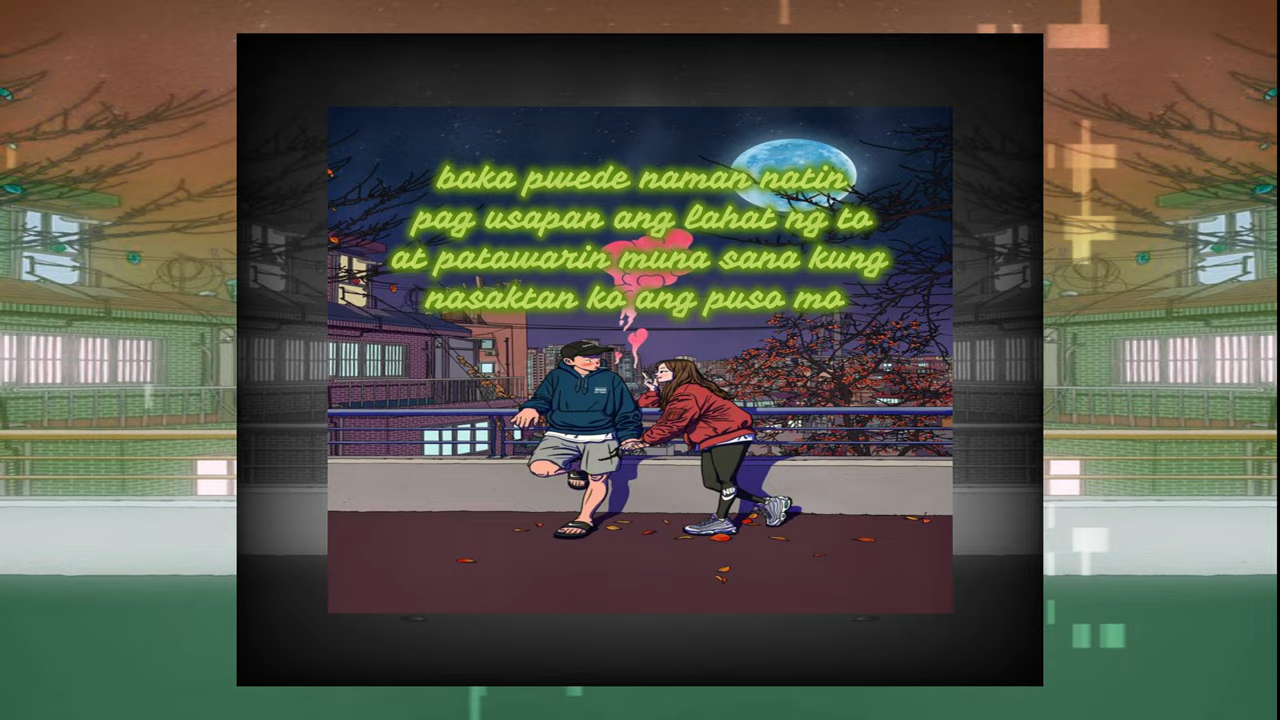 baka pwede naman natin
pag usapan ang lahat ng to
at patawarin muna sana kung
nasaktan ko ang puso mo